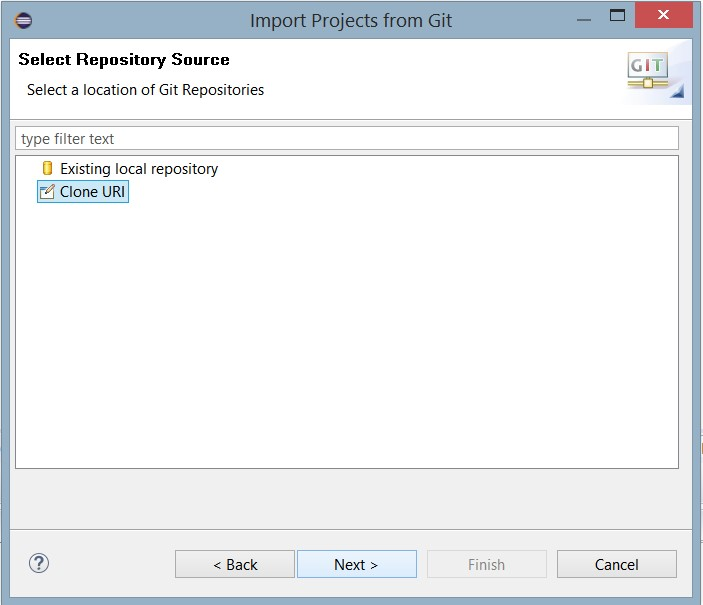 Import Projects from Git
Select Repository Source
Select a location of Git Repositories
GIT
type filter text
Existing local repository
Clone URI
?
< Back
Next >
Finish
Cancel